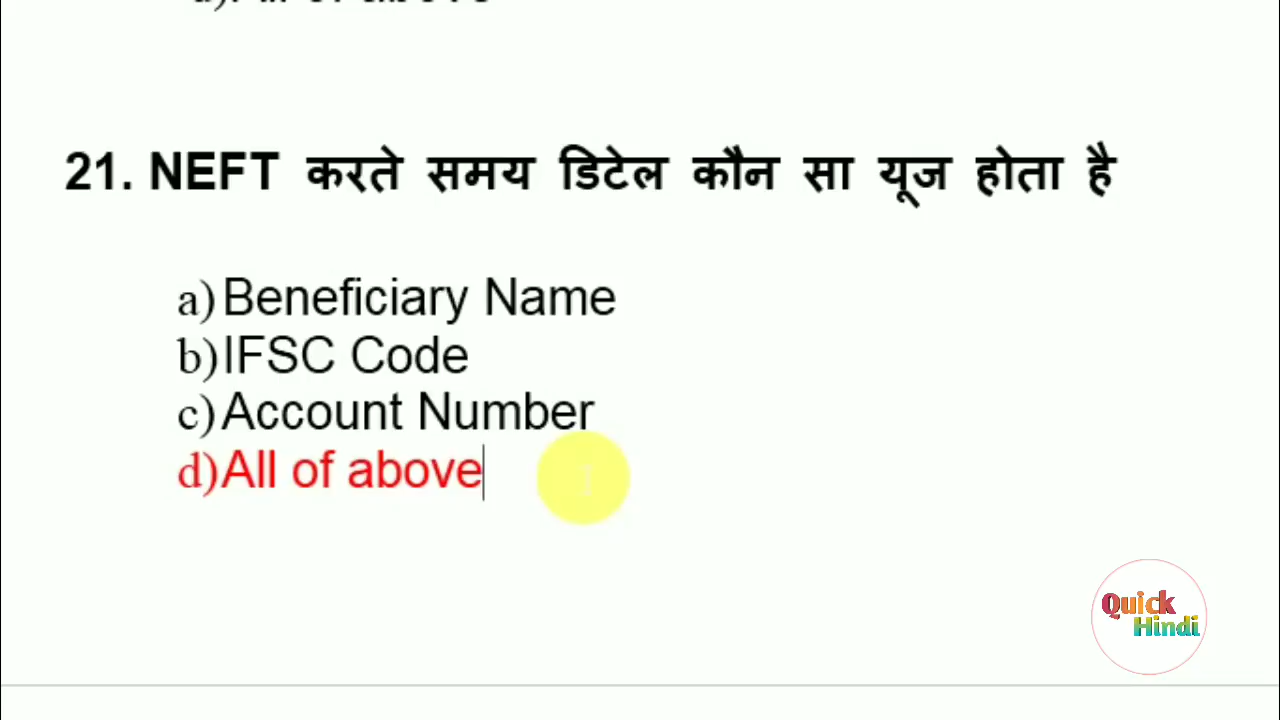 21. NEFT करते समय डिटेल कौन सा यूज होता है
a) Beneficiary Name
b) IFSC Code
c) Account Number
d) All of above
Quick
Hindi